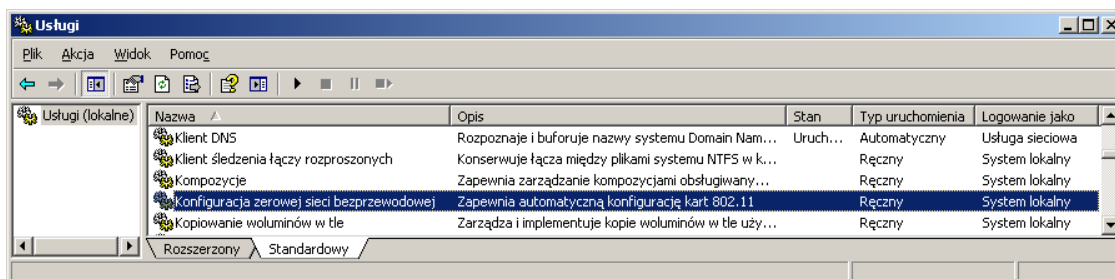 Usługi
Plik Akcja Widok Pomoc
Usługi (lokalne)
Nazwa Opis Stan Typ uruchomienia Logowanie jako
Klient DNS Rozpoznaje i buforuje nazwy systemu Domain Nam... Uruch... Automatyczny Usługa sieciowa
Klient śledzenia łączy rozproszonych Konserwuje łącza między plikami systemu NTFS w k... Ręczny System lokalny
Kompozycje Zapewnia zarządzanie kompozycjami obsługiwany... Ręczny System lokalny
Konfiguracja zerowej sieci bezprzewodowej Zapewnia automatyczną konfigurację kart 802.11 Ręczny System lokalny
Kopiowanie woluminów w tle Zarządza i implementuje kopie woluminów w tle uży... Ręczny System lokalny
Rozszerzony Standardowy